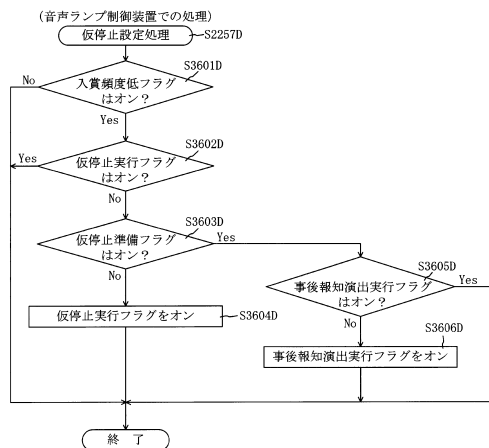 (音声ランプ制御装置での処理)
仮停止設定処理
S2257D
S3601D
No
入賞頻度低フラグ
はオン？
Yes
S3602D
Yes
仮停止実行フラグ
はオン？
No
S3603D
仮停止準備フラグ
はオン？
Yes
No
S3605D
事後報知演出実行フラグ
はオン？
Yes
No
仮停止実行フラグをオン
S3604D
S3606D
事後報知演出実行フラグをオン
終 了